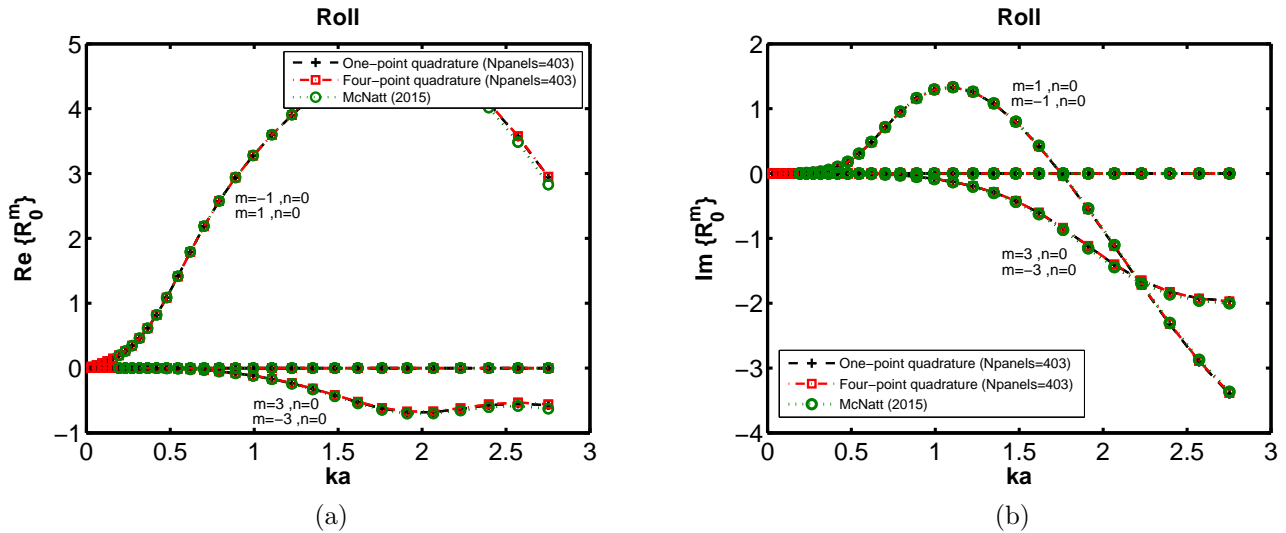 Roll
5
4
3
2
1
0
−1
0
0.5
1
1.5
2
2.5
3
Re {R₀ᵐ}
ka
One−point quadrature (Npanels=403)
Four−point quadrature (Npanels=403)
McNatt (2015)
m=−1 ,n=0
m=1 ,n=0
m=3 ,n=0
m=−3 ,n=0
(a)
Roll
2
1
0
−1
−2
−3
−4
0
0.5
1
1.5
2
2.5
3
Im {R₀ᵐ}
ka
m=1 ,n=0
m=−1 ,n=0
m=3 ,n=0
m=−3 ,n=0
One−point quadrature (Npanels=403)
Four−point quadrature (Npanels=403)
McNatt (2015)
(b)